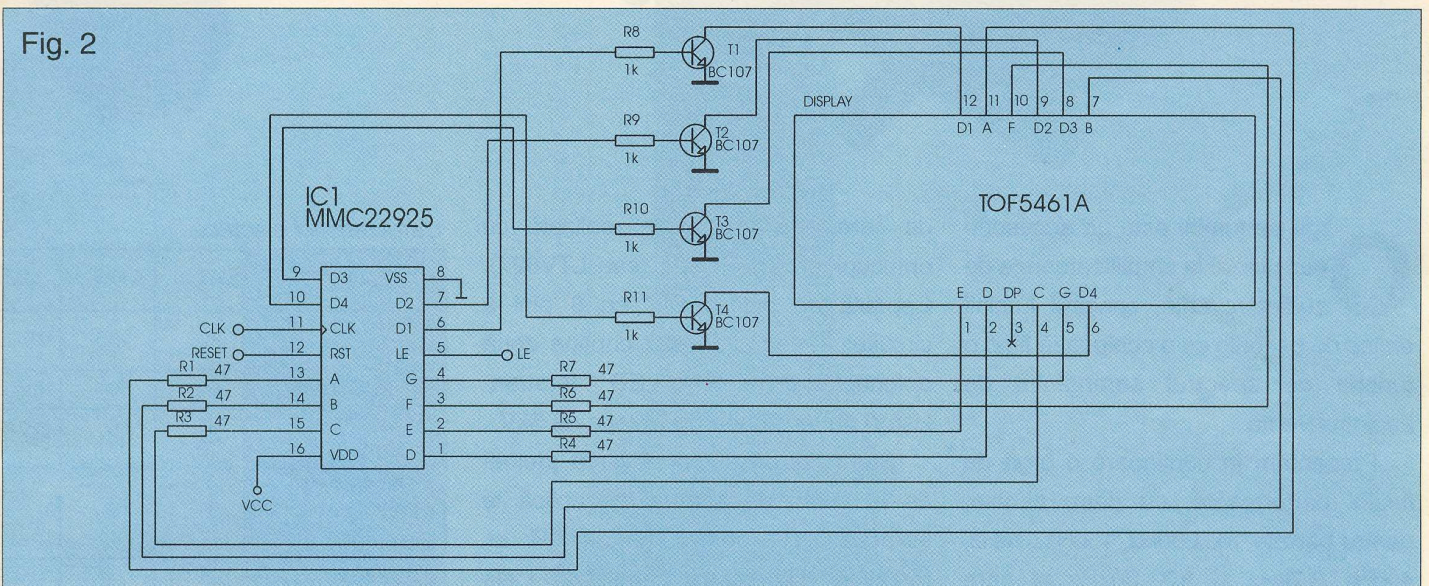 Fig. 2
R8
1k
T1
BC107
R9
1k
T2
BC107
R10
1k
T3
BC107
R11
1k
T4
BC107
DISPLAY
12 11 10 9 8 7
D1 A F D2 D3 B
TOF5461A
E D DP C G D4
1 2 3 4 5 6
IC1
MMC22925
9 D3 VSS 8
10 D4 D2 7
CLK 11 CLK D1 6
RESET 12 RST LE 5 LE
R1 47 13 A G 4 R7 47
R2 47 14 B F 3 R6 47
R3 47 15 C E 2 R5 47
16 VDD D 1 R4 47
VCC